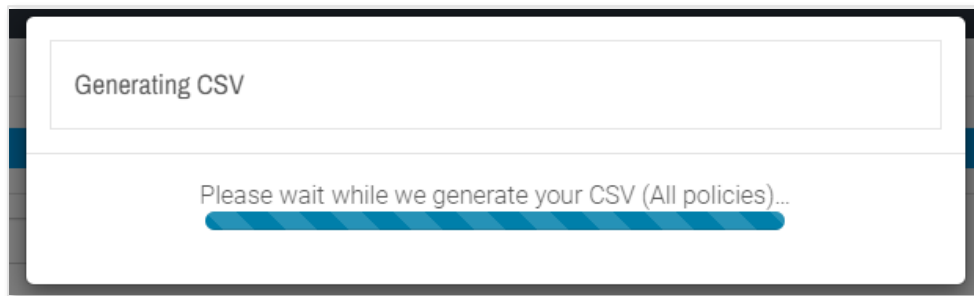 Generating CSV
Please wait while we generate your CSV (All policies)...